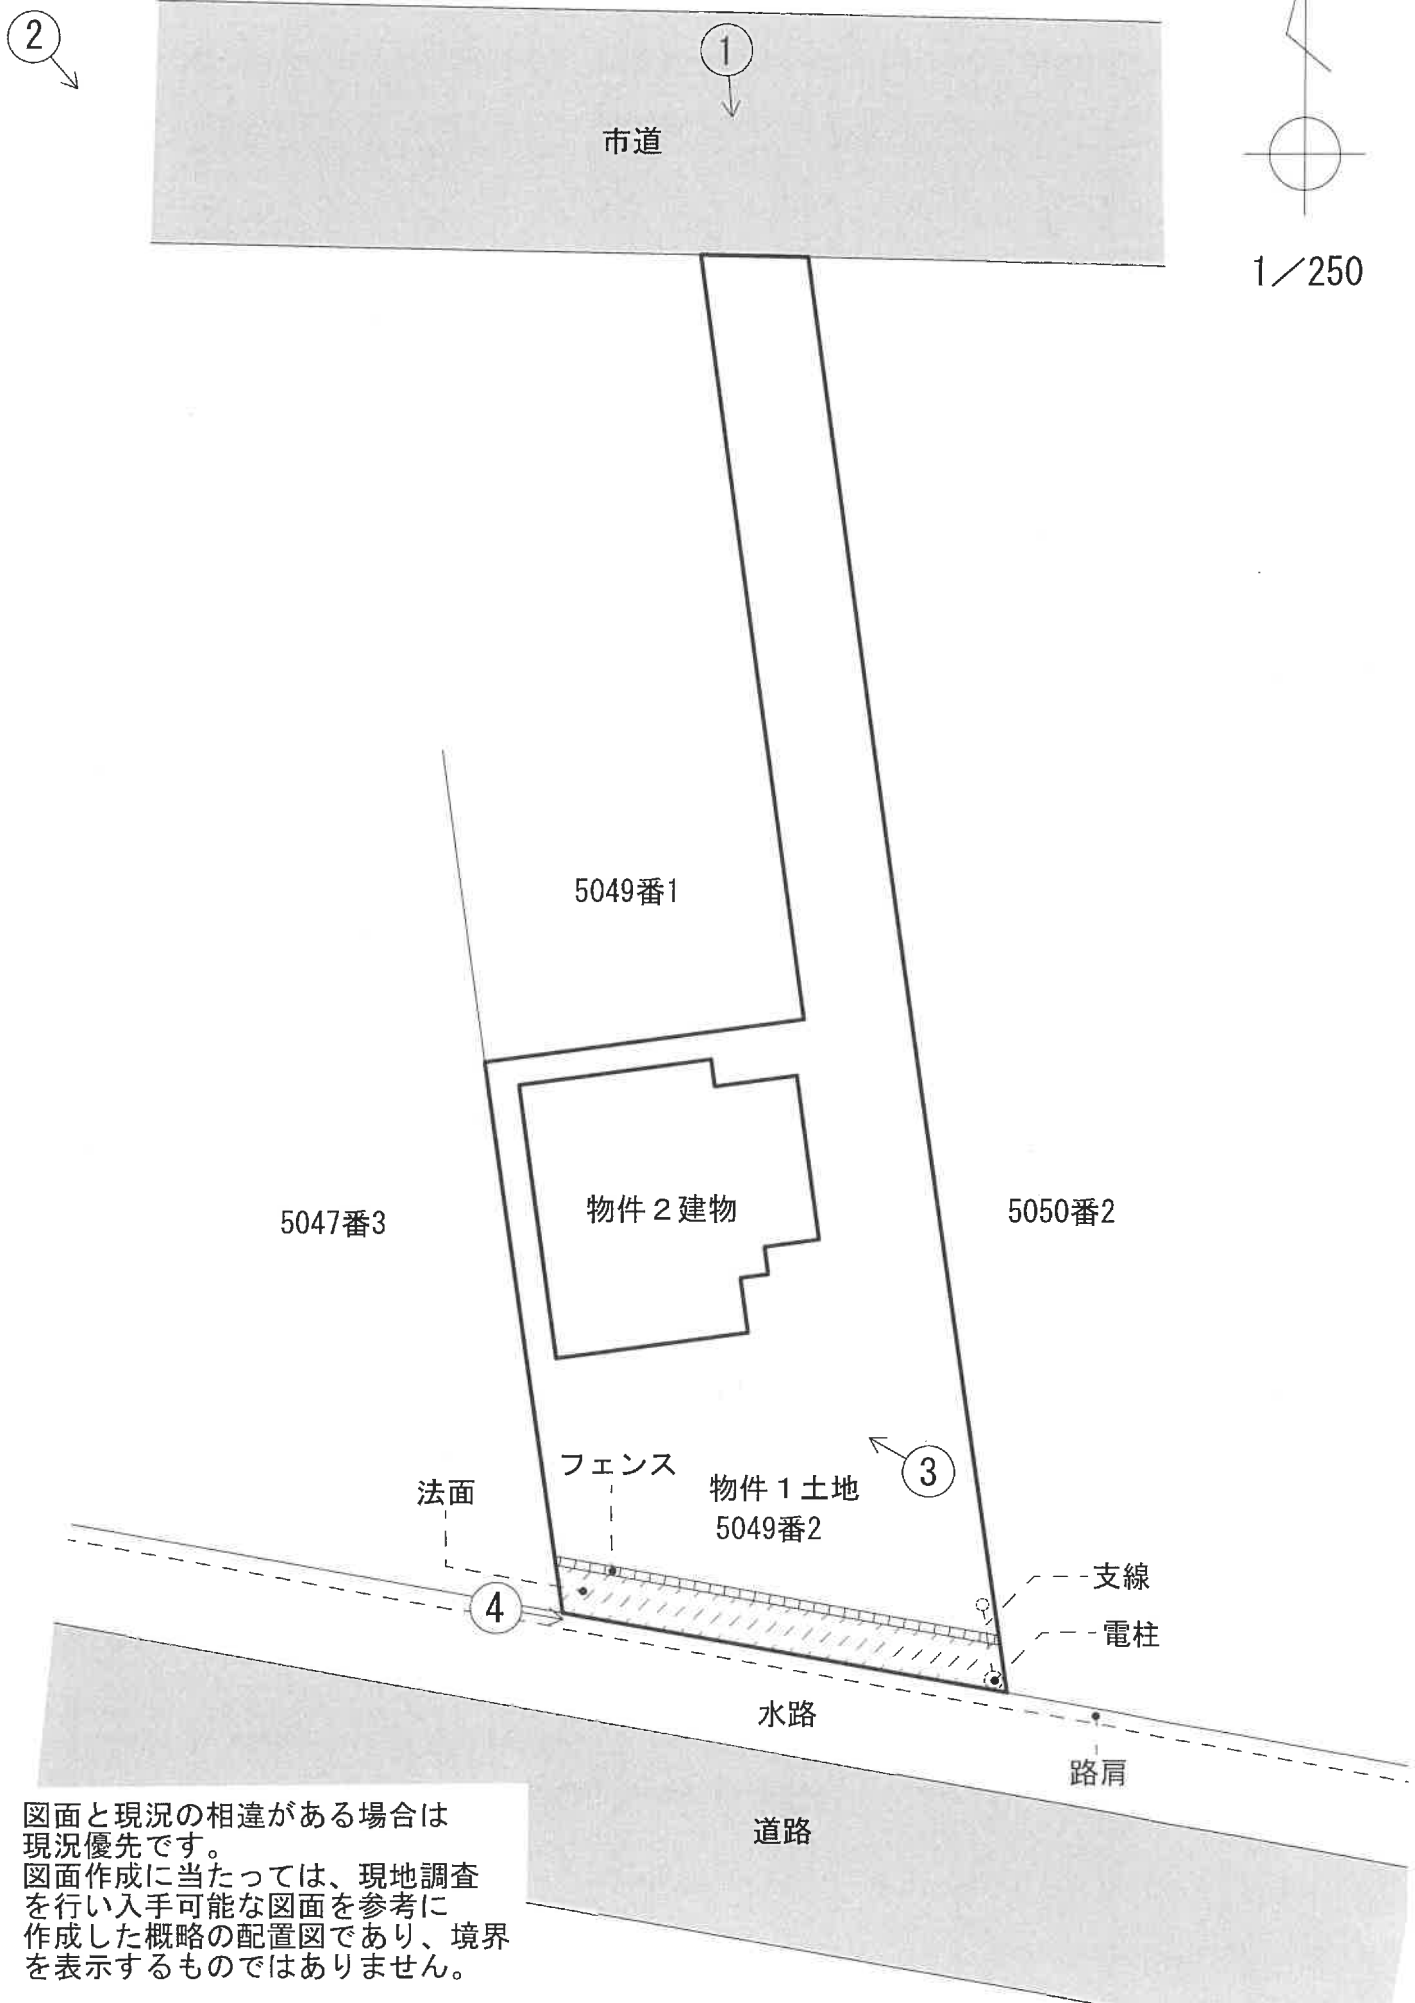 ②
①
市道
1／250
5049番1
物件２建物
5047番3
5050番2
フェンス
③
法面
物件１土地
5049番2
支線
④
電柱
水路
路肩
道路
図面と現況の相違がある場合は
現況優先です。
図面作成に当たっては、現地調査
を行い入手可能な図面を参考に
作成した概略の配置図であり、境界
を表示するものではありません。